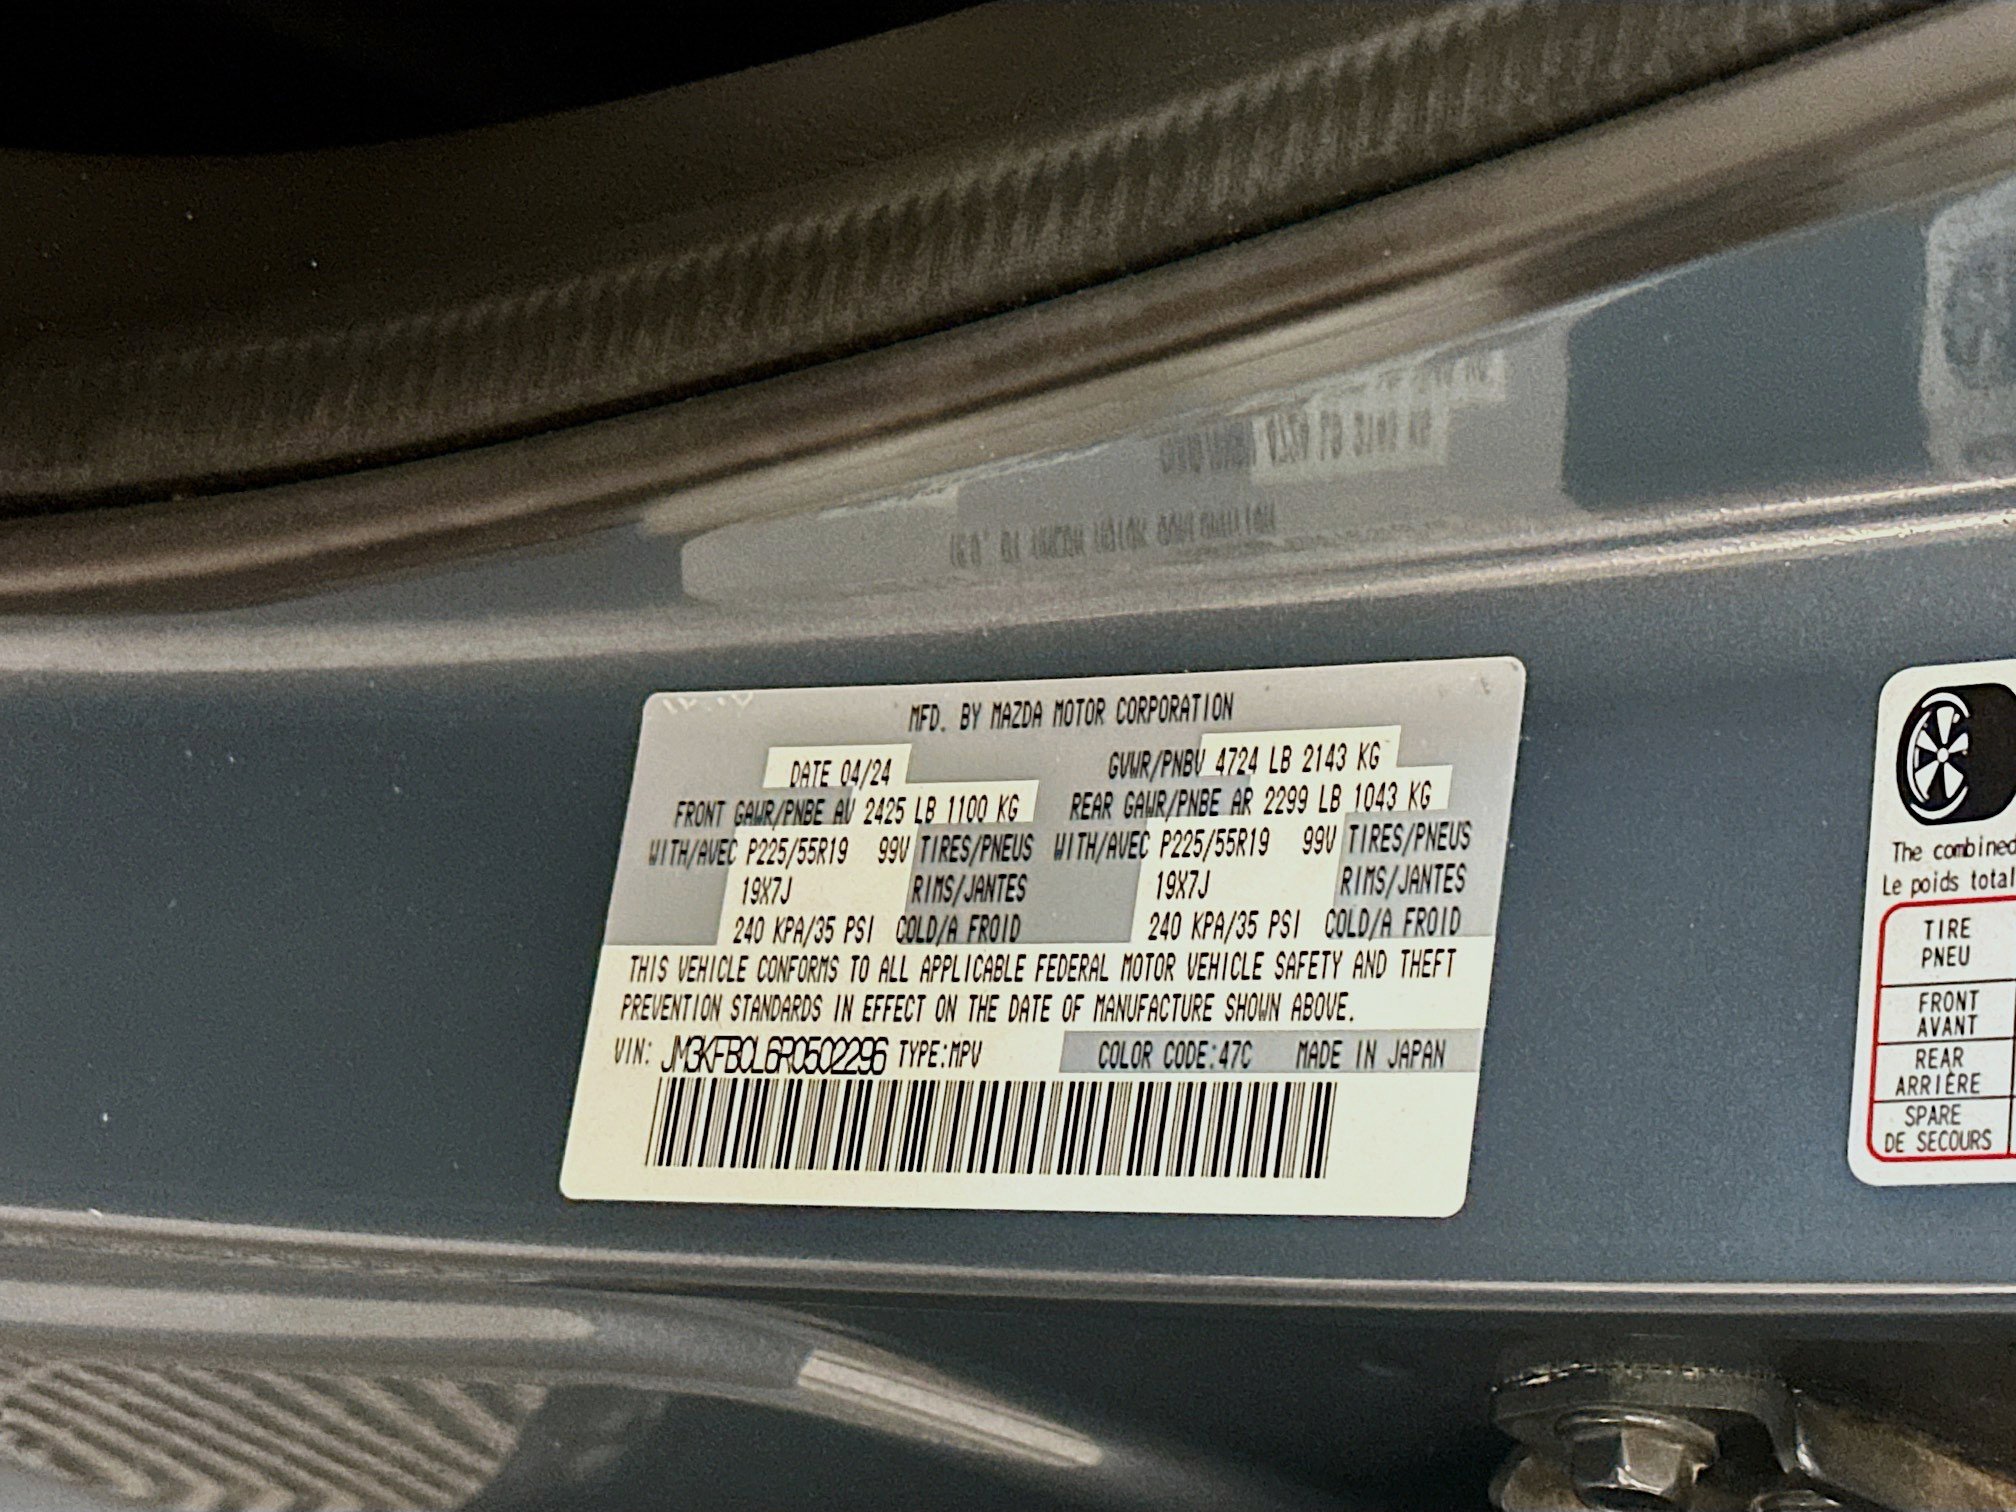 MFD. BY MAZDA MOTOR CORPORATION
DATE 04/24 GVWR/PNBV 4724 LB 2143 KG
FRONT GAWR/PNBE AV 2425 LB 1100 KG REAR GAWR/PNBE AR 2299 LB 1043 KG
WITH/AVEC P225/55R19 99V TIRES/PNEUS WITH/AVEC P225/55R19 99V TIRES/PNEUS
19X7J RIMS/JANTES 19X7J RIMS/JANTES
240 KPA/35 PSI COLD/A FROID 240 KPA/35 PSI COLD/A FROID
THIS VEHICLE CONFORMS TO ALL APPLICABLE FEDERAL MOTOR VEHICLE SAFETY AND THEFT
PREVENTION STANDARDS IN EFFECT ON THE DATE OF MANUFACTURE SHOWN ABOVE.
VIN: JM3KFBCL6R0502296 TYPE:MPV COLOR CODE:47C MADE IN JAPAN
The combined
Le poids total
TIRE
PNEU
FRONT
AVANT
REAR
ARRIÈRE
SPARE
DE SECOURS